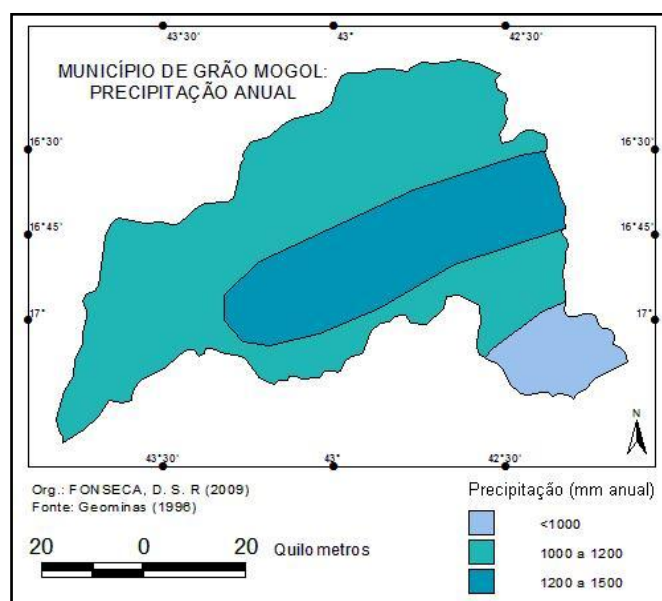 43°30" 43° 42°30"
MUNICÍPIO DE GRÃO MOGOL:
PRECIPITAÇÃO ANUAL
16°30" 16°30"
16°45" 16°45"
17° 17°
N
43°30" 43° 42°30"
Org.: FONSECA, D. S. R (2009)
Fonte: Geominas (1996)
20 0 20 Quilometros
Precipitação (mm anual)
<1000
1000 a 1200
1200 a 1500